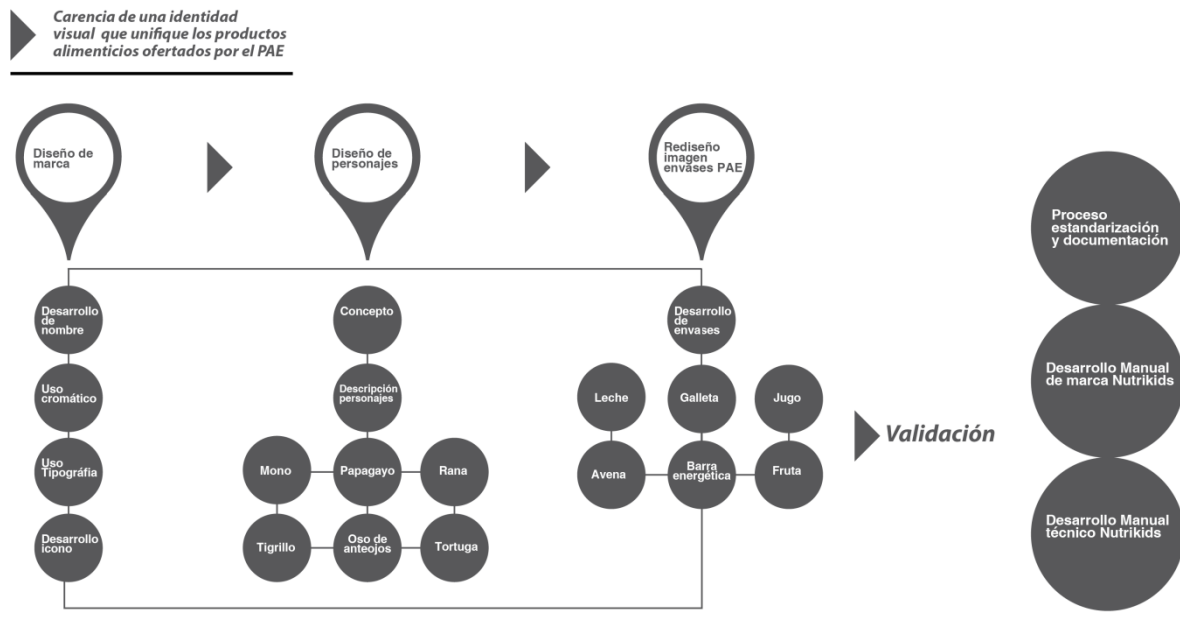 Carencia de una identidad
visual que unifique los productos
alimenticios ofertados por el PAE
Diseño de
marca
Diseño de
personajes
Rediseño
imagen
envases PAE
Desarrollo
de
nombre
Uso
cromático
Uso
Tipográfia
Desarrollo
icono
Concepto
Descripción
personajes
Mono
Papagayo
Rana
Tigrillo
Oso de
anteojos
Tortuga
Desarrollo
de
envases
Leche
Galleta
Jugo
Avena
Barra
energética
Fruta
Validación
Proceso
estandarización
y documentación
Desarrollo Manual
de marca Nutrikids
Desarrollo Manual
técnico Nutrikids